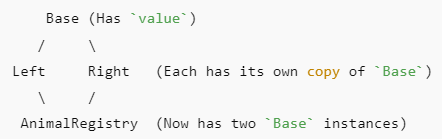 Base (Has `value`)
/ \
Left Right (Each has its own copy of `Base`)
\ /
AnimalRegistry (Now has two `Base` instances)